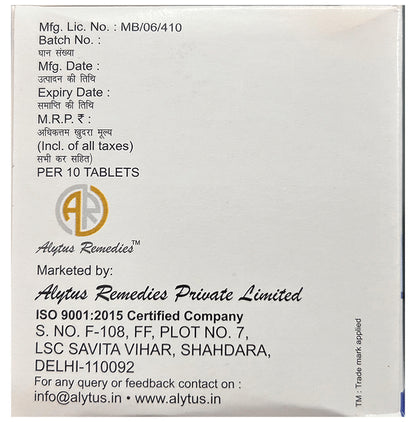 Mfg. Lic. No. : MB/06/410
Batch No. :
घान संख्या
Mfg. Date :
उत्पादन की तिथि
Expiry Date :
समाप्ति की तिथि
M.R.P. ₹ :
अधिकतम खुदरा मूल्य
(Incl. of all taxes)
सभी कर सहित)
PER 10 TABLETS
AR
Alytus Remedies™
Marketed by:
Alytus Remedies Private Limited
ISO 9001:2015 Certified Company
S. NO. F-108, FF, PLOT NO. 7,
LSC SAVITA VIHAR, SHAHDARA,
DELHI-110092
For any query or feedback contact on :
info@alytus.in • www.alytus.in
TM : Trade mark applied